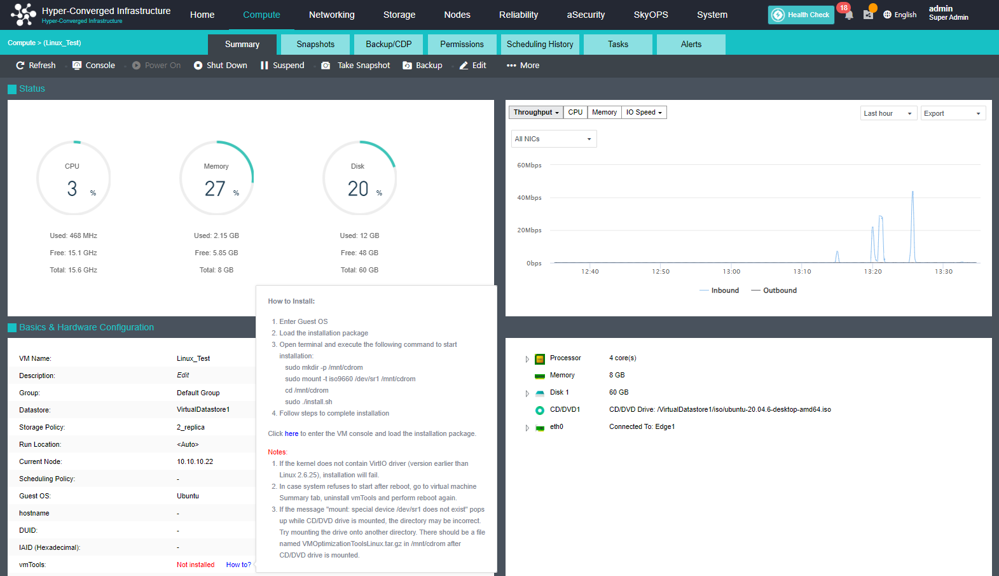 Hyper-Converged Infrastructure
Hyper-Converged Infrastructure
Home
Compute
Networking
Storage
Nodes
Reliability
aSecurity
SkyOPS
System
Health Check
18
English
admin
Super Admin
Compute > (Linux_Test)
Summary
Snapshots
Backup/CDP
Permissions
Scheduling History
Tasks
Alerts
Refresh
Console
Power On
Shut Down
Suspend
Take Snapshot
Backup
Edit
More
Status
CPU
3 %
Used: 468 MHz
Free: 15.1 GHz
Total: 15.6 GHz
Memory
27 %
Used: 2.15 GB
Free: 5.85 GB
Total: 8 GB
Disk
20 %
Used: 12 GB
Free: 48 GB
Total: 60 GB
Throughput
CPU
Memory
IO Speed
Last hour
Export
All NICs
60Mbps
40Mbps
20Mbps
0bps
12:40
12:50
13:00
13:10
13:20
13:30
Inbound
Outbound
Basics & Hardware Configuration
VM Name: Linux_Test
Description: Edit
Group: Default Group
Datastore: VirtualDatastore1
Storage Policy: 2_replica
Run Location: <Auto>
Current Node: 10.10.10.22
Scheduling Policy: -
Guest OS: Ubuntu
hostname -
DUID: -
IAID (Hexadecimal): -
vmTools: Not installed How to?
How to Install:
1. Enter Guest OS
2. Load the installation package
3. Open terminal and execute the following command to start
installation:
sudo mkdir -p /mnt/cdrom
sudo mount -t iso9660 /dev/sr1 /mnt/cdrom
cd /mnt/cdrom
sudo ./install.sh
4. Follow steps to complete installation
Click here to enter the VM console and load the installation package.
Notes:
1. If the kernel does not contain VirtIO driver (version earlier than
Linux 2.6.25), installation will fail.
2. In case system refuses to start after reboot, go to virtual machine
Summary tab, uninstall vmTools and perform reboot again.
3. If the message "mount: special device /dev/sr1 does not exist" pops
up while CD/DVD drive is mounted, the directory may be incorrect.
Try mounting the drive onto another directory. There should be a file
named VMOptimizationToolsLinux.tar.gz in /mnt/cdrom after
CD/DVD drive is mounted.
Processor 4 core(s)
Memory 8 GB
Disk 1 60 GB
CD/DVD1 CD/DVD Drive: /VirtualDatastore1/iso/ubuntu-20.04.6-desktop-amd64.iso
eth0 Connected To: Edge1